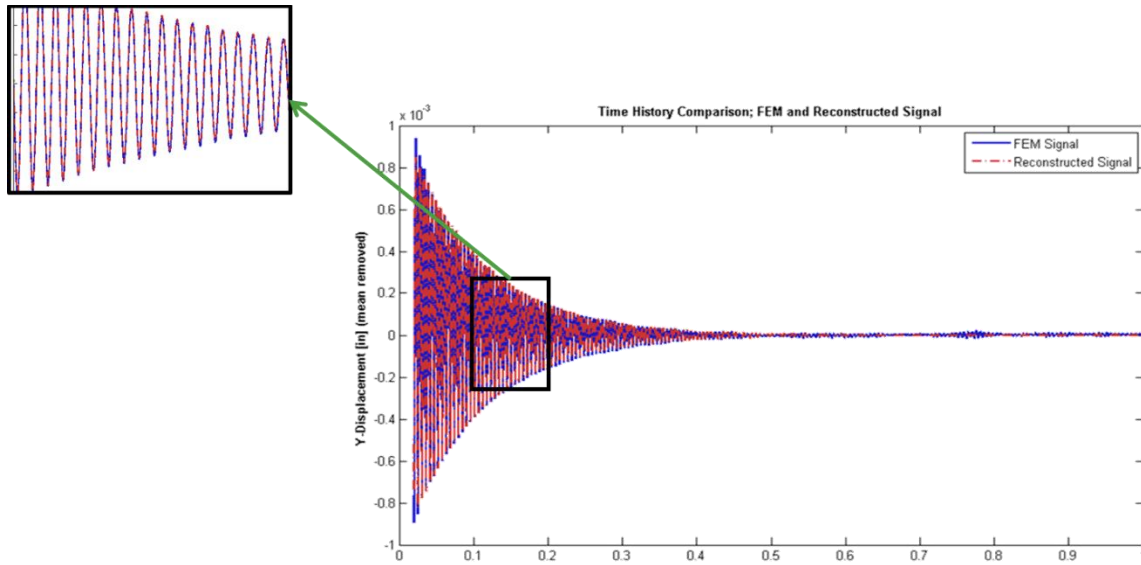 Time History Comparison; FEM and Reconstructed Signal
x 10^-3
FEM Signal
Reconstructed Signal
Y-Displacement [in] (mean removed)
1
0.8
0.6
0.4
0.2
0
-0.2
-0.4
-0.6
-0.8
-1
0 0.1 0.2 0.3 0.4 0.5 0.6 0.7 0.8 0.9